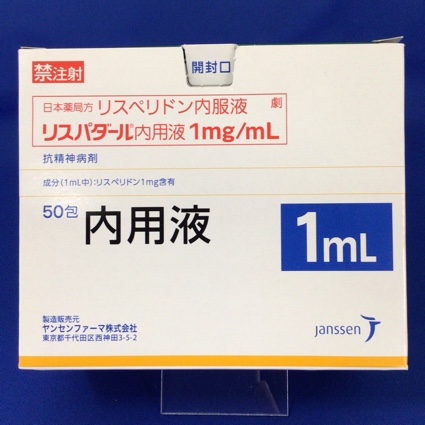 開封口
禁注射
日本薬局方 リスペリドン内服液 劇
リスパダール®内用液 1mg/mL
抗精神病剤
成分(1mL中):リスペリドン1mg含有
50包 内用液
1mL
製造販売元
ヤンセンファーマ株式会社
東京都千代田区西神田3-5-2
janssen